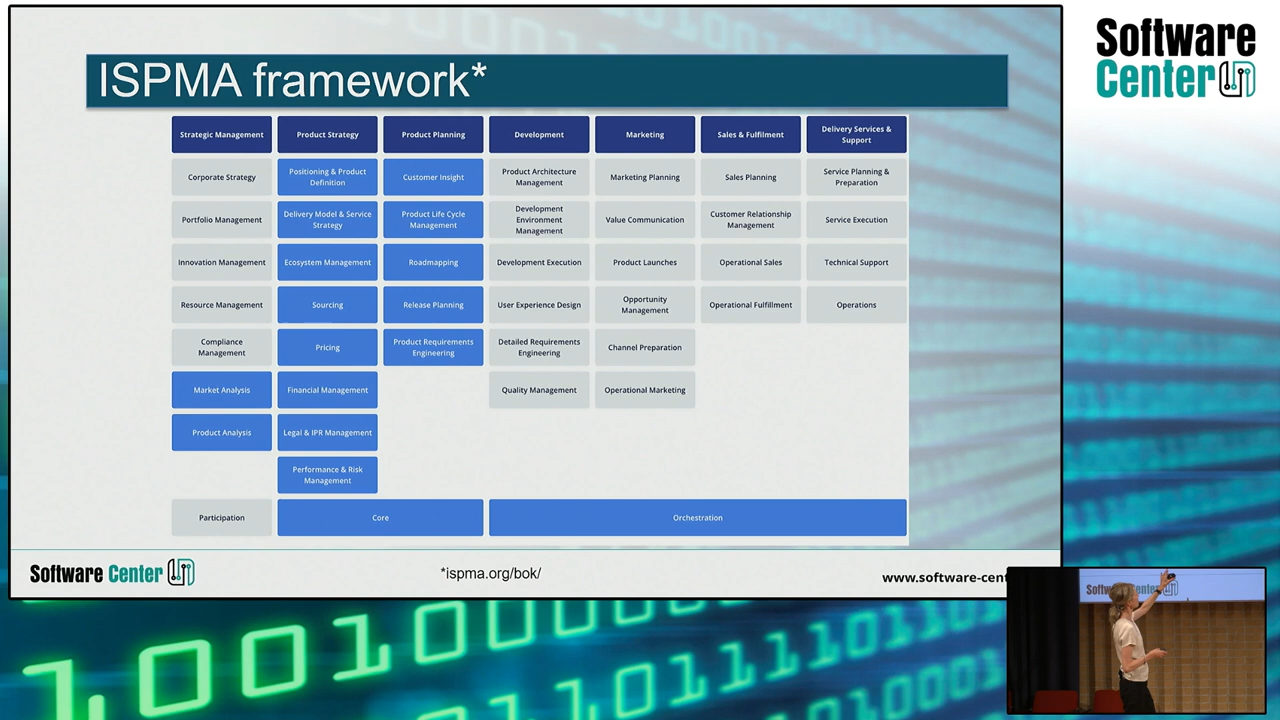 Software
Center
ISPMA framework*
Strategic Management
Product Strategy
Product Planning
Development
Marketing
Sales & Fulfilment
Delivery Services &
Support
Corporate Strategy
Positioning & Product
Definition
Customer Insight
Product Architecture
Management
Marketing Planning
Sales Planning
Service Planning &
Preparation
Portfolio Management
Delivery Model & Service
Strategy
Product Life Cycle
Management
Development
Environment
Management
Value Communication
Customer Relationship
Management
Service Execution
Innovation Management
Ecosystem Management
Roadmapping
Development Execution
Product Launches
Operational Sales
Technical Support
Resource Management
Sourcing
Release Planning
User Experience Design
Opportunity
Management
Operational Fulfillment
Operations
Compliance
Management
Pricing
Product Requirements
Engineering
Detailed Requirements
Engineering
Channel Preparation
Market Analysis
Financial Management
Quality Management
Operational Marketing
Product Analysis
Legal & IPR Management
Performance & Risk
Management
Participation
Core
Orchestration
Software Center
*ispma.org/bok/
www.software-cent
Software